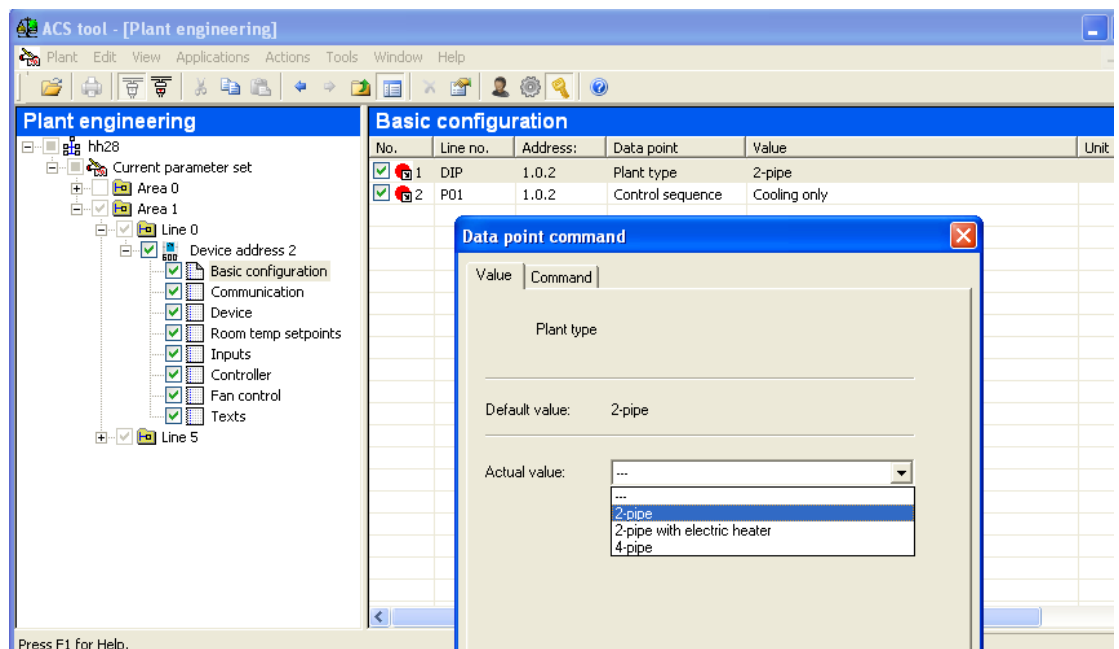 ACS tool - [Plant engineering]
Plant Edit View Applications Actions Tools Window Help
Plant engineering
hh28
Current parameter set
Area 0
Area 1
Line 0
Device address 2
Basic configuration
Communication
Device
Room temp setpoints
Inputs
Controller
Fan control
Texts
Line 5
Basic configuration
No. Line no. Address: Data point Value Unit
1 DIP 1.0.2 Plant type 2-pipe
2 P01 1.0.2 Control sequence Cooling only
Data point command
Value Command
Plant type
Default value: 2-pipe
Actual value: ---
---
2-pipe
2-pipe with electric heater
4-pipe
Press F1 for Help.